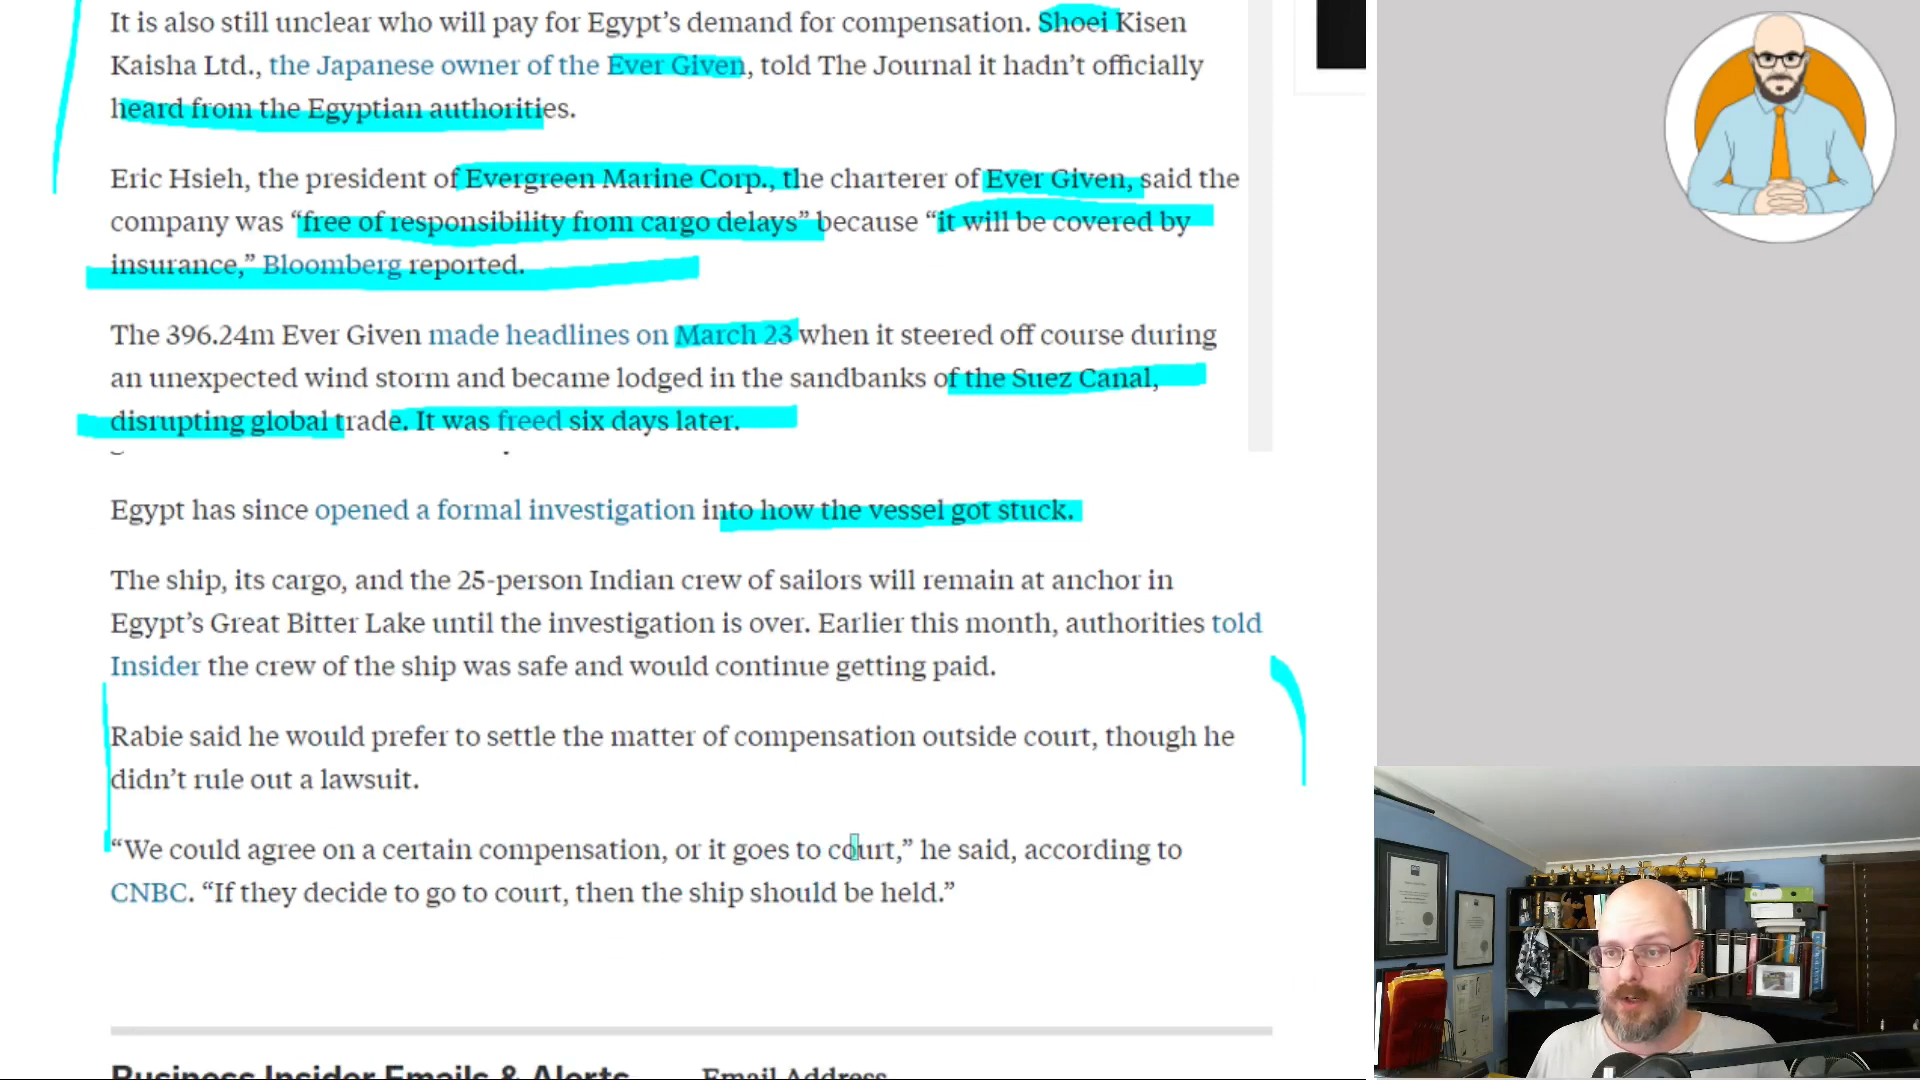 It is also still unclear who will pay for Egypt’s demand for compensation. Shoei Kisen
Kaisha Ltd., the Japanese owner of the Ever Given, told The Journal it hadn’t officially
heard from the Egyptian authorities.
Eric Hsieh, the president of Evergreen Marine Corp., the charterer of Ever Given, said the
company was “free of responsibility from cargo delays” because “it will be covered by
insurance,” Bloomberg reported.
The 396.24m Ever Given made headlines on March 23 when it steered off course during
an unexpected wind storm and became lodged in the sandbanks of the Suez Canal,
disrupting global trade. It was freed six days later.
Egypt has since opened a formal investigation into how the vessel got stuck.
The ship, its cargo, and the 25-person Indian crew of sailors will remain at anchor in
Egypt’s Great Bitter Lake until the investigation is over. Earlier this month, authorities told
Insider the crew of the ship was safe and would continue getting paid.
Rabie said he would prefer to settle the matter of compensation outside court, though he
didn’t rule out a lawsuit.
“We could agree on a certain compensation, or it goes to court,” he said, according to
CNBC. “If they decide to go to court, then the ship should be held.”
Business Insider Emails & Alerts
Email Address